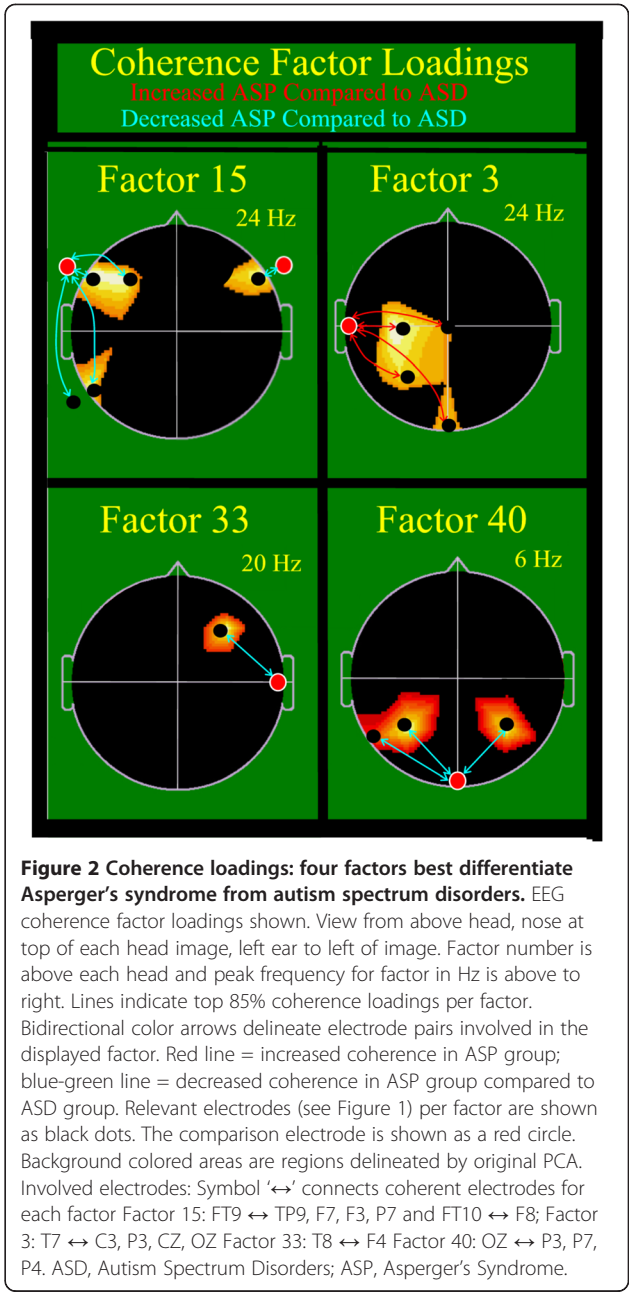 Coherence Factor Loadings
Increased ASP Compared to ASD
Decreased ASP Compared to ASD
Factor 15
24 Hz
Factor 3
24 Hz
Factor 33
20 Hz
Factor 40
6 Hz
Figure 2 Coherence loadings: four factors best differentiate
Asperger's syndrome from autism spectrum disorders. EEG
coherence factor loadings shown. View from above head, nose at
top of each head image, left ear to left of image. Factor number is
above each head and peak frequency for factor in Hz is above to
right. Lines indicate top 85% coherence loadings per factor.
Bidirectional color arrows delineate electrode pairs involved in the
displayed factor. Red line = increased coherence in ASP group;
blue-green line = decreased coherence in ASP group compared to
ASD group. Relevant electrodes (see Figure 1) per factor are shown
as black dots. The comparison electrode is shown as a red circle.
Background colored areas are regions delineated by original PCA.
Involved electrodes: Symbol '↔' connects coherent electrodes for
each factor Factor 15: FT9 ↔ TP9, F7, F3, P7 and FT10 ↔ F8; Factor
3: T7 ↔ C3, P3, CZ, OZ Factor 33: T8 ↔ F4 Factor 40: OZ ↔ P3, P7,
P4. ASD, Autism Spectrum Disorders; ASP, Asperger's Syndrome.